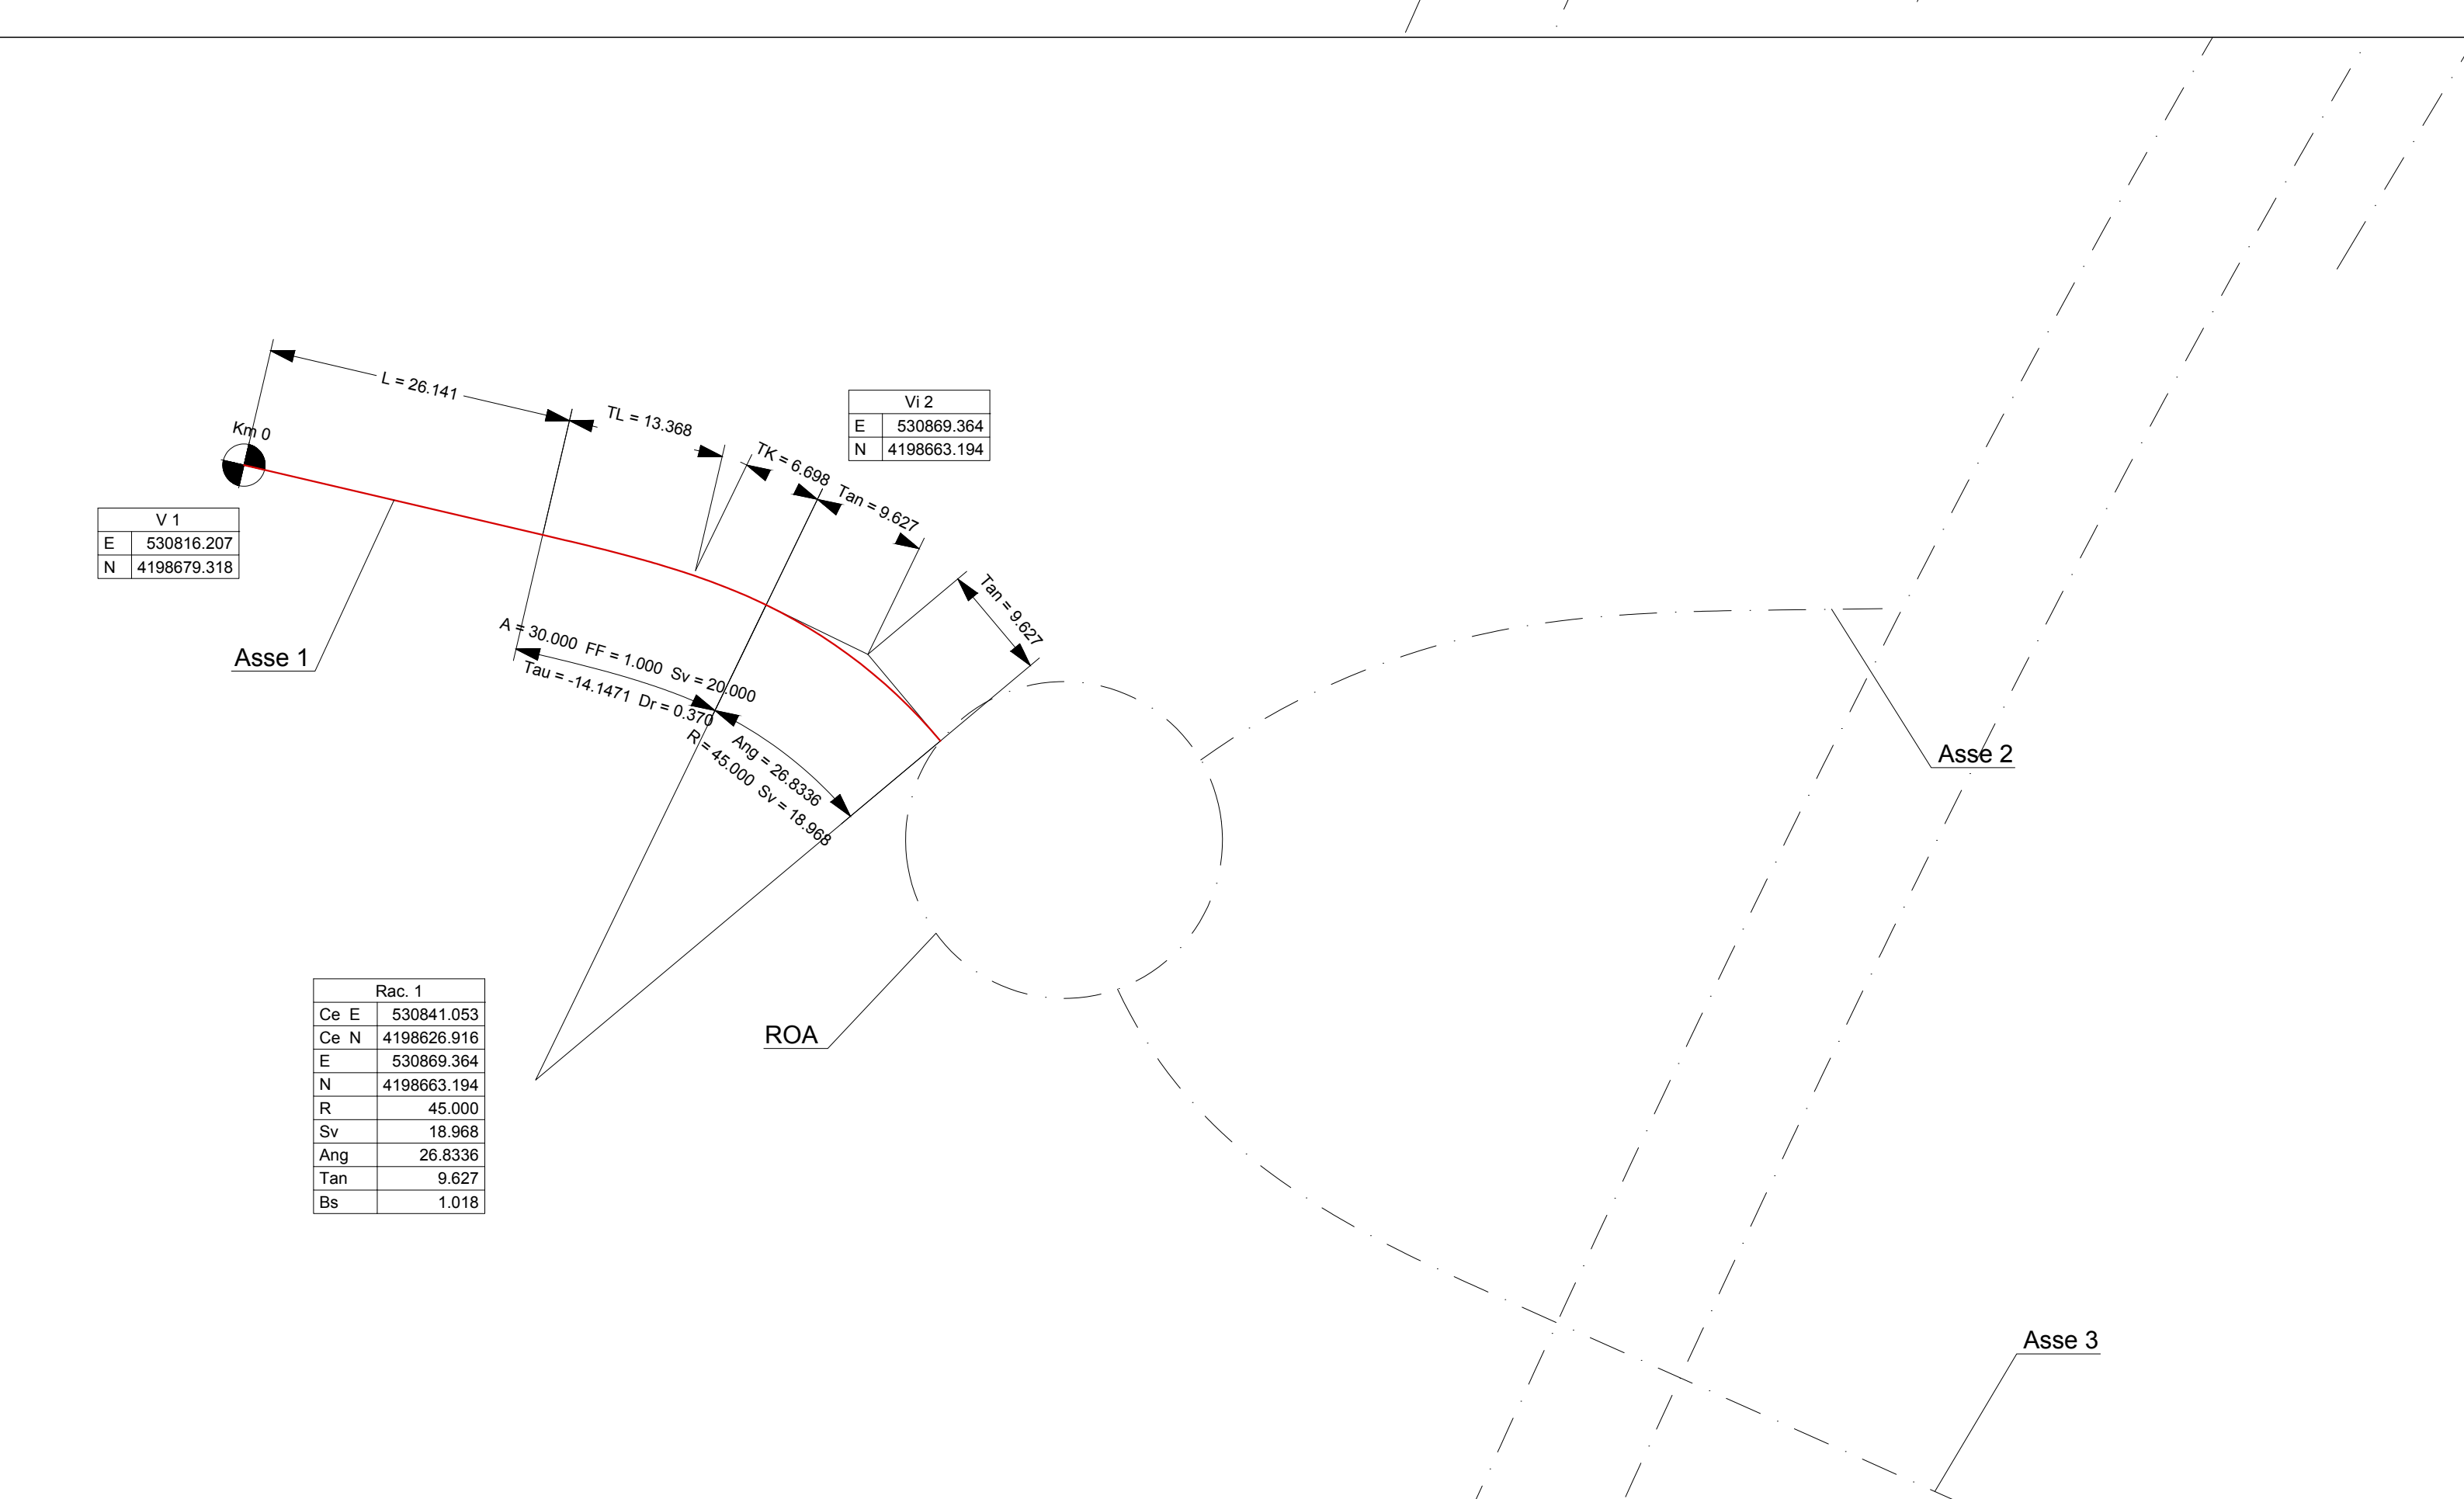 L = 26.141
TL = 13.368
Km 0
TK = 6.698
Tan = 9.627
Vi 2
E 530869.364
N 4198663.194
V 1
E 530816.207
N 4198679.318
Tan = 9.627
Asse 1
A = 30.000 FF = 1.000 Sv = 20.000
Tau = -14.1471 Dr = 0.370
Ang = 26.8336
R = 45.000 Sv = 18.968
Asse 2
Rac. 1
Ce E 530841.053
Ce N 4198626.916
E 530869.364
N 4198663.194
R 45.000
Sv 18.968
Ang 26.8336
Tan 9.627
Bs 1.018
ROA
Asse 3